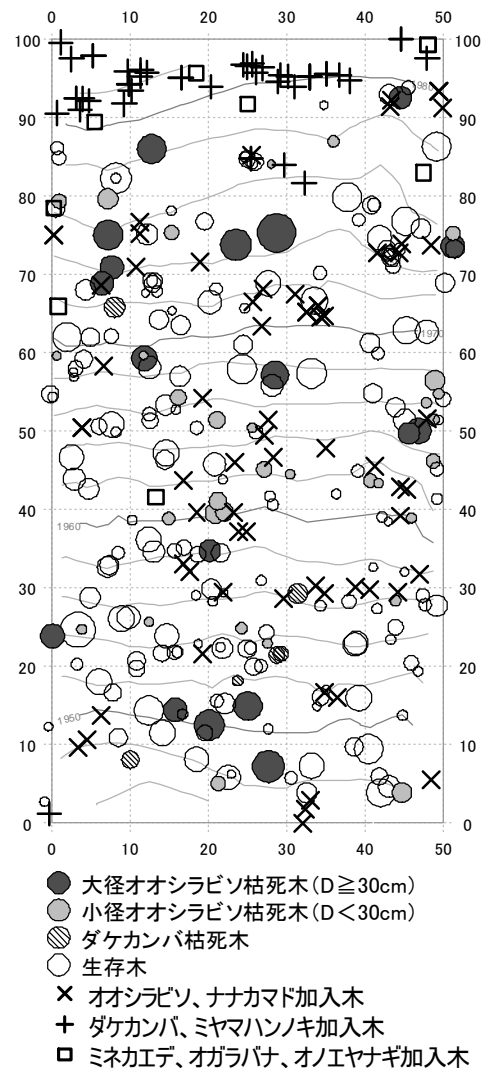 0 10 20 30 40 50
100 100
1980
90 90
80 80
70 70
1970
60 60
50 50
40 40
1960
30 30
20 20
1950
10 10
0 0
0 10 20 30 40 50
大径オオシラビソ枯死木(D≧30cm)
小径オオシラビソ枯死木(D<30cm)
ダケカンバ枯死木
生存木
オオシラビソ、ナナカマド加入木
ダケカンバ、ミヤマハンノキ加入木
ミネカエデ、オガラバナ、オノエヤナギ加入木